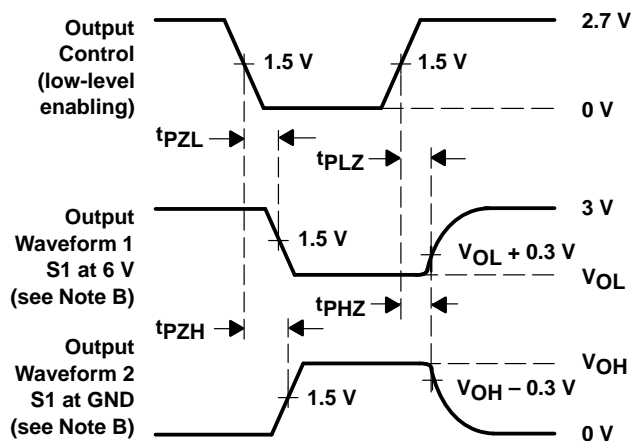 Output
Control
(low-level
enabling)
1.5 V
1.5 V
2.7 V
0 V
tPZL
tPLZ
Output
Waveform 1
S1 at 6 V
(see Note B)
1.5 V
3 V
VOL + 0.3 V
VOL
tPZH
tPHZ
Output
Waveform 2
S1 at GND
(see Note B)
1.5 V
VOH
VOH – 0.3 V
0 V